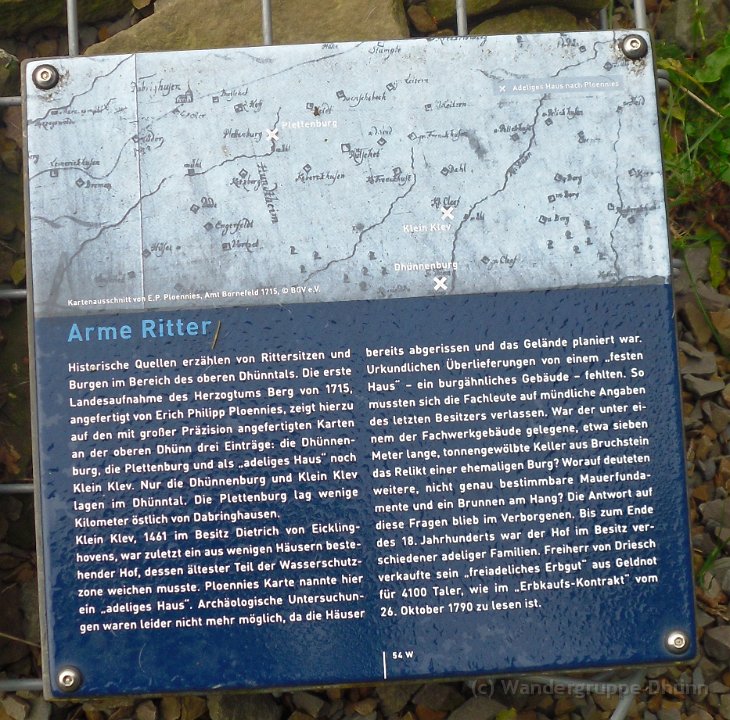 Stumple
Dabrighusen
Adeliges Haus nach Ploennies
Plettenburg
Plettenburg
Hundtheim
Engerfeldt
Kl Cleef
Klein Klev
Dhünnenburg
Kartenausschnitt von E.P. Ploennies, Amt Bornefeld 1715, © BGV e.V.
Arme Ritter
Historische Quellen erzählen von Rittersitzen und
Burgen im Bereich des oberen Dhünntals. Die erste
Landesaufnahme des Herzogtums Berg von 1715,
angefertigt von Erich Philipp Ploennies, zeigt hierzu
auf den mit großer Präzision angefertigten Karten
an der oberen Dhünn drei Einträge: die Dhünnen-
burg, die Plettenburg und als „adeliges Haus" noch
Klein Klev. Nur die Dhünnenburg und Klein Klev
lagen im Dhünntal. Die Plettenburg lag wenige
Kilometer östlich von Dabringhausen.
Klein Klev, 1461 im Besitz Dietrich von Eickling-
hovens, war zuletzt ein aus wenigen Häusern beste-
hender Hof, dessen ältester Teil der Wasserschutz-
zone weichen musste. Ploennies Karte nannte hier
ein „adeliges Haus". Archäologische Untersuchun-
gen waren leider nicht mehr möglich, da die Häuser
bereits abgerissen und das Gelände planiert war.
Urkundlichen Überlieferungen von einem „festen
Haus" – ein burgähnliches Gebäude – fehlten. So
mussten sich die Fachleute auf mündliche Angaben
des letzten Besitzers verlassen. War der unter ei-
nem der Fachwerkgebäude gelegene, etwa sieben
Meter lange, tonnengewölbte Keller aus Bruchstein
das Relikt einer ehemaligen Burg? Worauf deuteten
weitere, nicht genau bestimmbare Mauerfunda-
mente und ein Brunnen am Hang? Die Antwort auf
diese Fragen blieb im Verborgenen. Bis zum Ende
des 18. Jahrhunderts war der Hof im Besitz ver-
schiedener adeliger Familien. Freiherr von Driesch
verkaufte sein „freiadeliches Erbgut" aus Geldnot
für 4100 Taler, wie im „Erbkaufs-Kontrakt" vom
26. Oktober 1790 zu lesen ist.
54 W
(c) Wandergruppe Dhünn